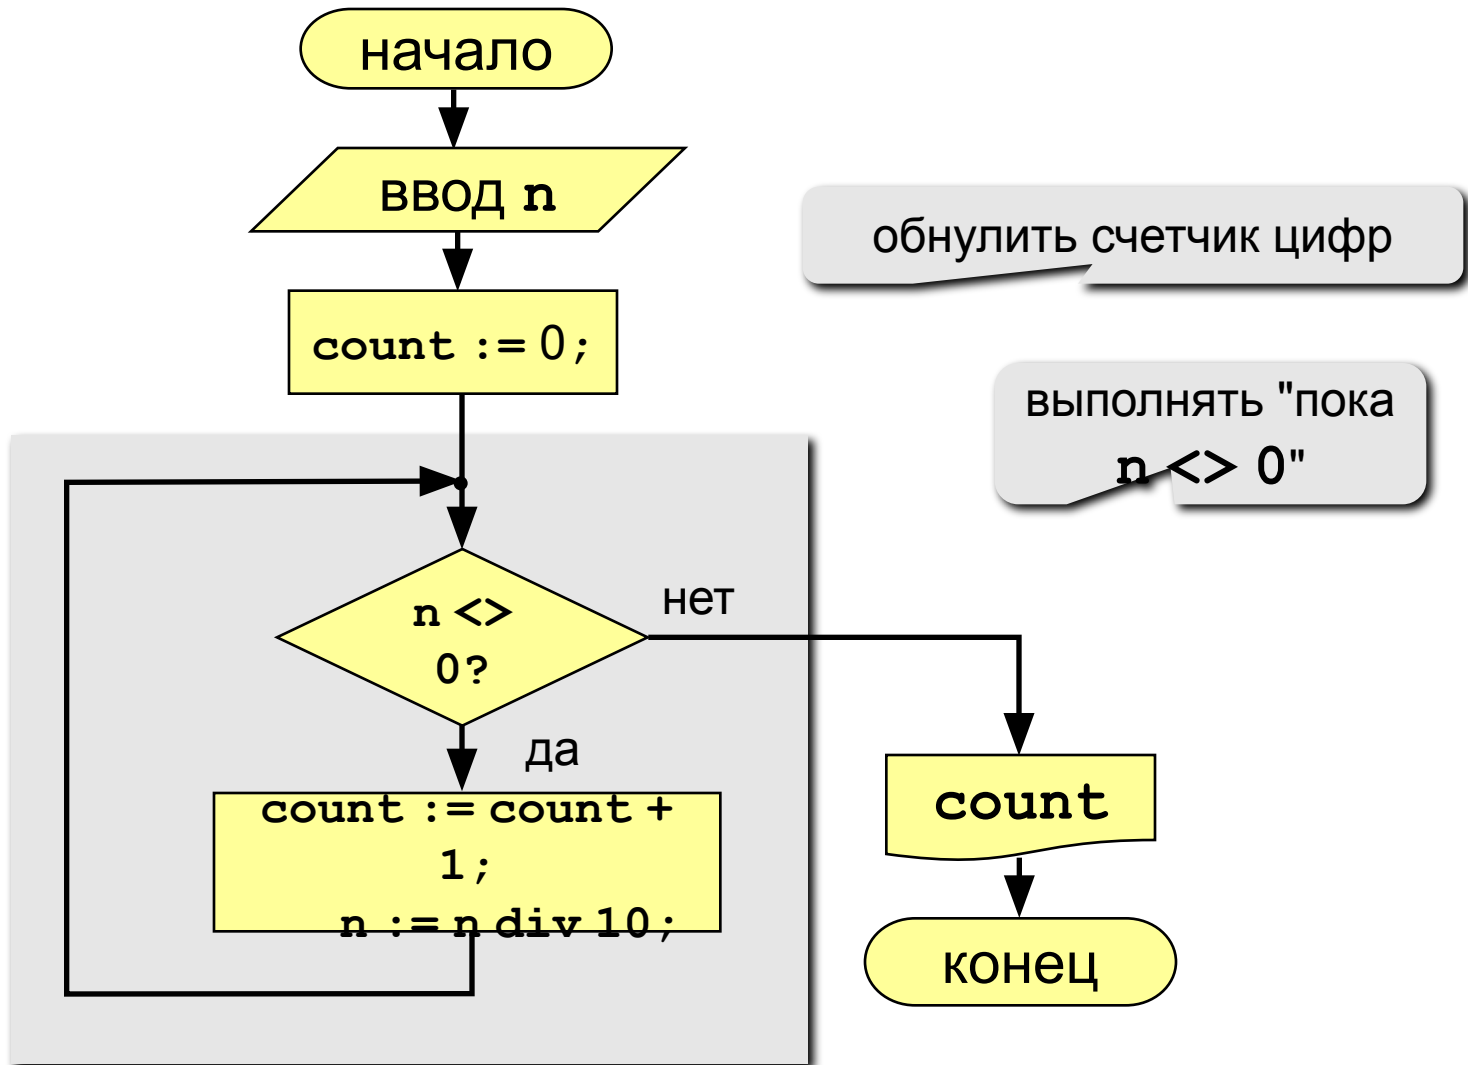 начало
ввод n
обнулить счетчик цифр
count := 0;
выполнять "пока
n <> 0"
n <>
0?
нет
да
count := count +
1;
n := n div 10;
count
конец